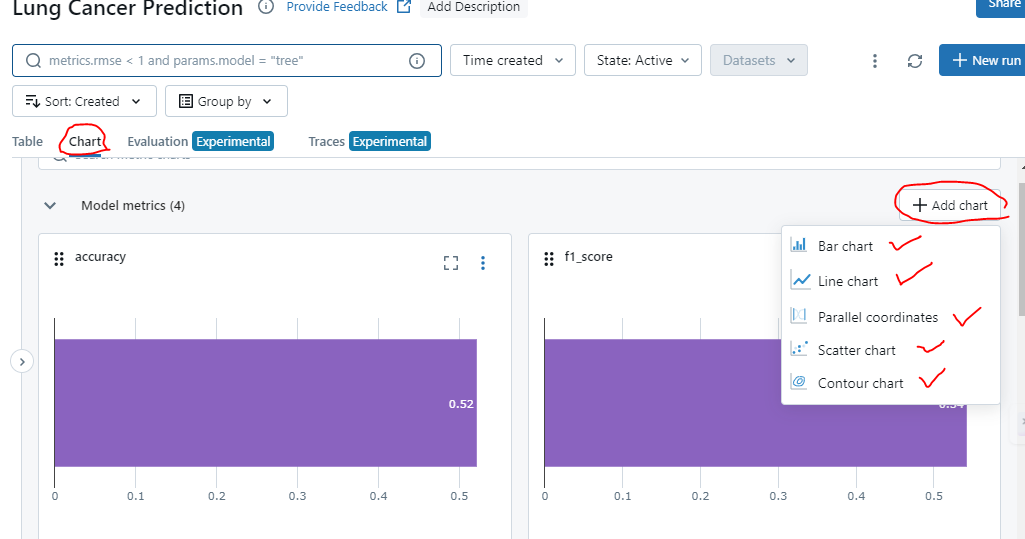 Lung Cancer Prediction Provide Feedback Add Description Share
metrics.rmse < 1 and params.model = "tree" Time created State: Active Datasets New run
Sort: Created Group by
Table Chart Evaluation Experimental Traces Experimental
Model metrics (4) Add chart
accuracy f1_score
Bar chart
Line chart
Parallel coordinates
Scatter chart
Contour chart
0.52
0 0.1 0.2 0.3 0.4 0.5 0 0.1 0.2 0.3 0.4 0.5